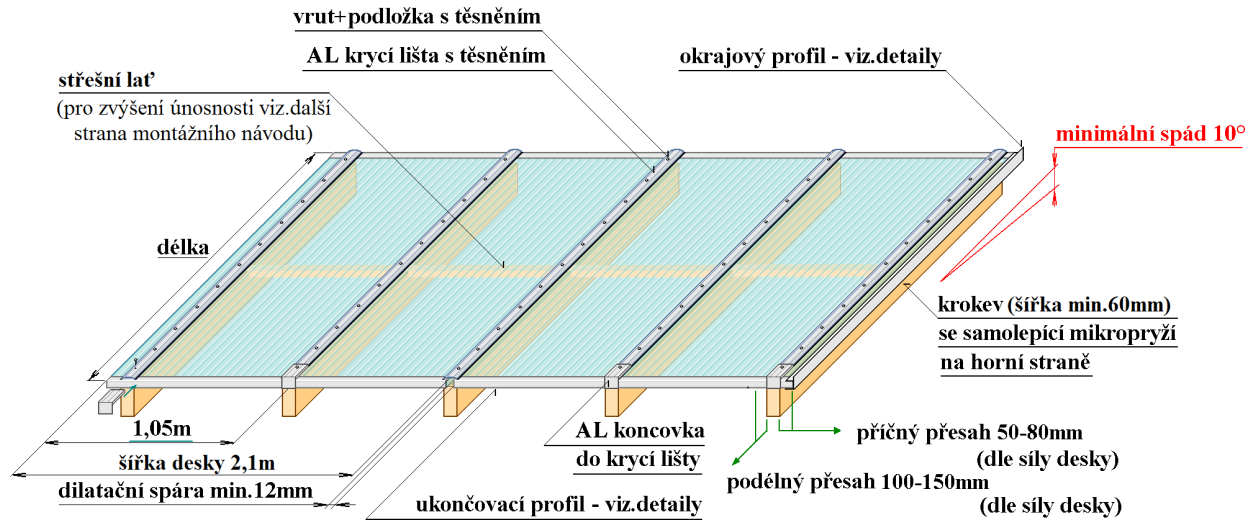 vrut+podložka s těsněním
AL krycí lišta s těsněním
okrajový profil - viz.detaily
střešní lať
(pro zvýšení únosnosti viz.další
strana montážního návodu)
minimální spád 10°
délka
krokev (šířka min.60mm)
se samolepící mikropryží
na horní straně
1,05m
šířka desky 2,1m
dilatační spára min.12mm
AL koncovka
do krycí lišty
ukončovací profil - viz.detaily
příčný přesah 50-80mm
(dle síly desky)
podélný přesah 100-150mm
(dle síly desky)